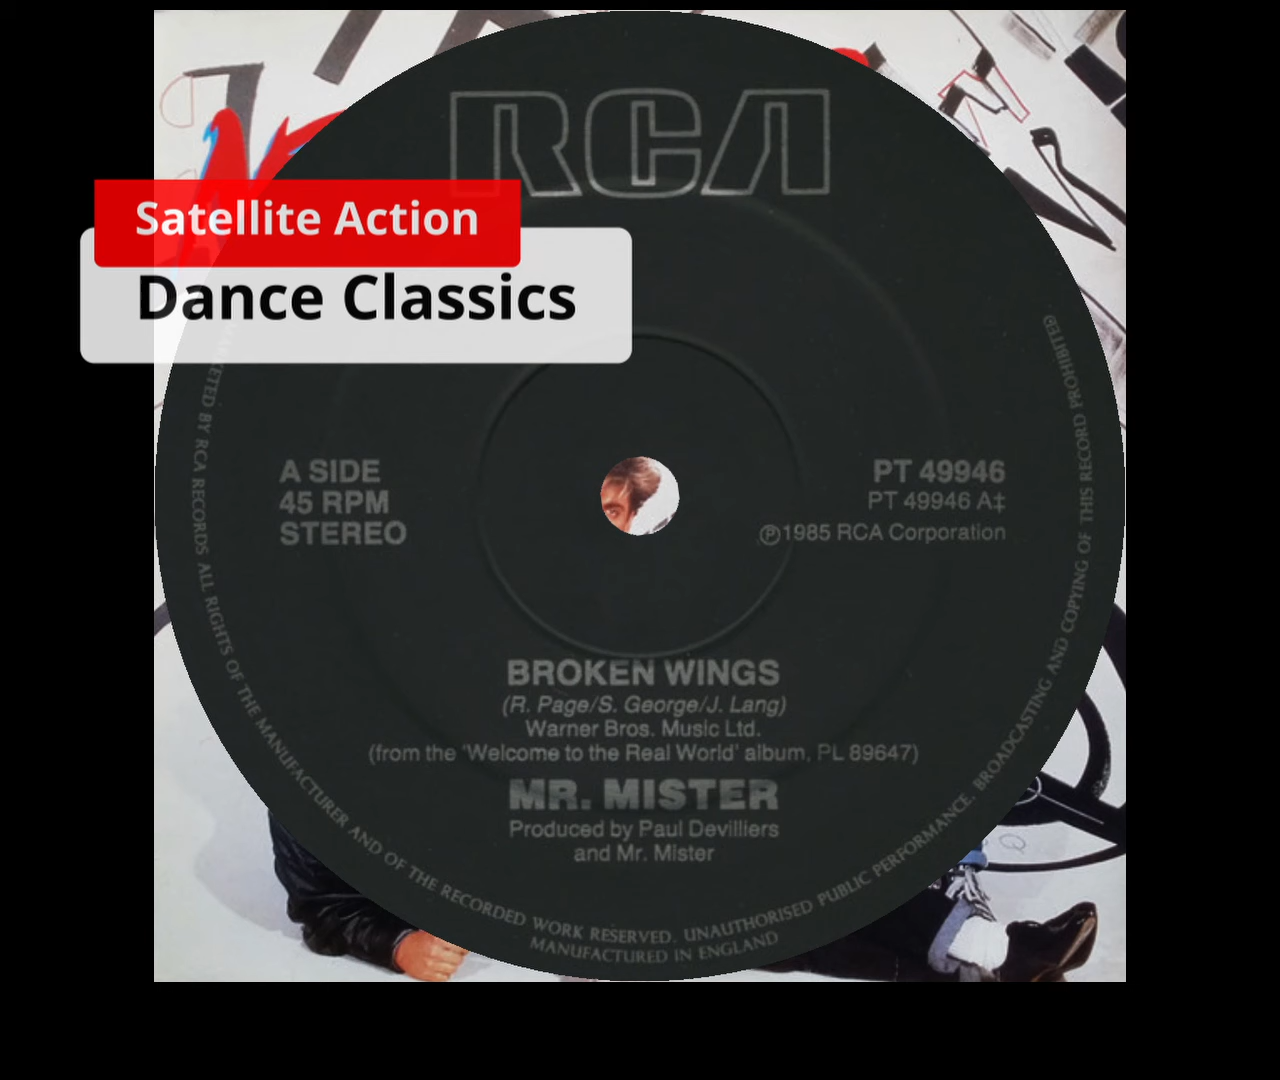 RCA
Satellite Action
Dance Classics
A SIDE
45 RPM
STEREO
PT 49946
PT 49946 A‡
Ⓟ1985 RCA Corporation
BROKEN WINGS
(R. Page/S. George/J. Lang)
Warner Bros. Music Ltd.
(from the 'Welcome to the Real World' album, PL 89647)
MR. MISTER
Produced by Paul Devilliers
and Mr. Mister
BY RCA RECORDS ALL RIGHTS OF THE MANUFACTURER AND OF THE RECORDED WORK RESERVED. UNAUTHORISED PUBLIC PERFORMANCE, BROADCASTING AND COPYING OF THIS RECORD PROHIBITED
MANUFACTURED IN ENGLAND